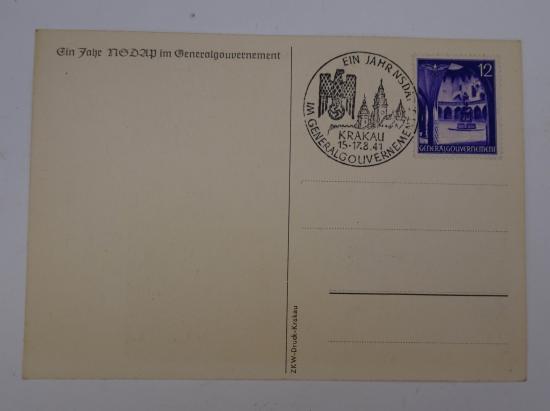 Ein Jahr NSDAP im Generalgouvernement
EIN JAHR NSDAP
IM GENERALGOUVERNEMENT
KRAKAU
15.-17.8.41
12
GENERALGOUVERNEMENT
ZKW-Druck-Krakau